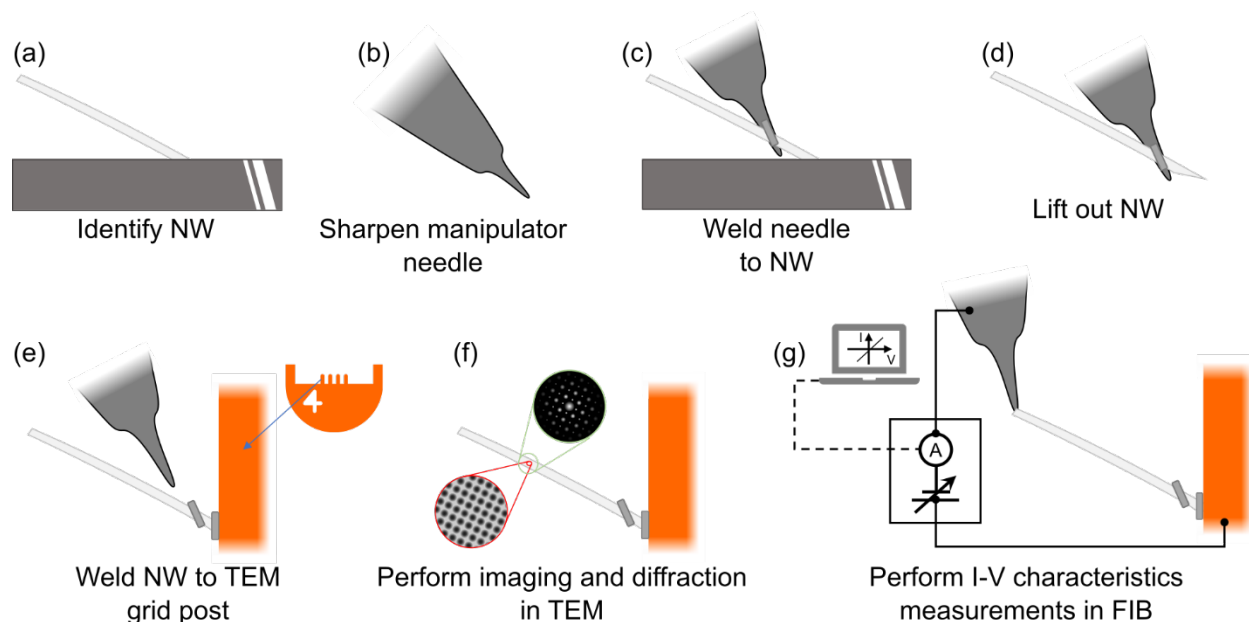 (a)
Identify NW
(b)
Sharpen manipulator
needle
(c)
Weld needle
to NW
(d)
Lift out NW
(e)
4
Weld NW to TEM
grid post
(f)
Perform imaging and diffraction
in TEM
(g)
I
V
A
Perform I-V characteristics
measurements in FIB